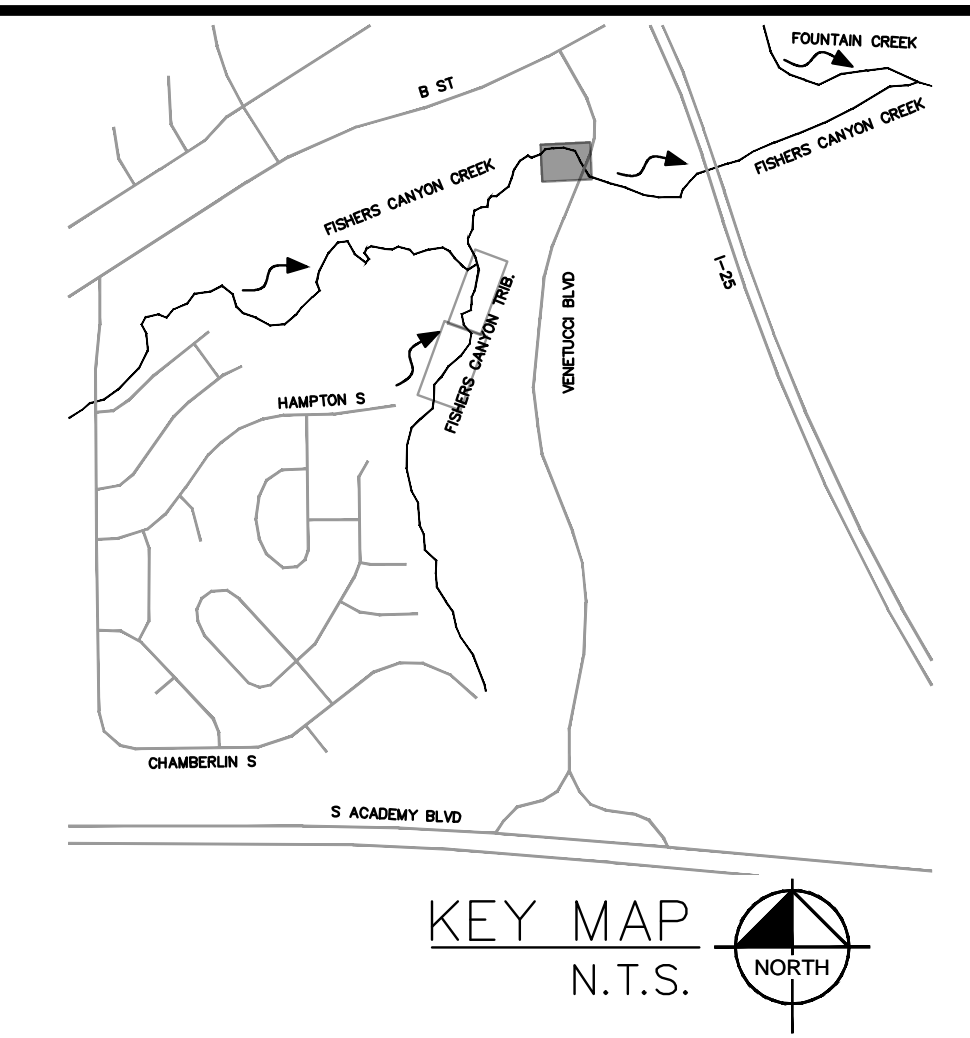 FOUNTAIN CREEK
B ST
FISHERS CANYON CREEK
FISHERS CANYON CREEK
I-25
FISHERS CANYON TRIB.
VENETUCCI BLVD
HAMPTON S
CHAMBERLIN S
S ACADEMY BLVD
KEY MAP
N.T.S.
NORTH